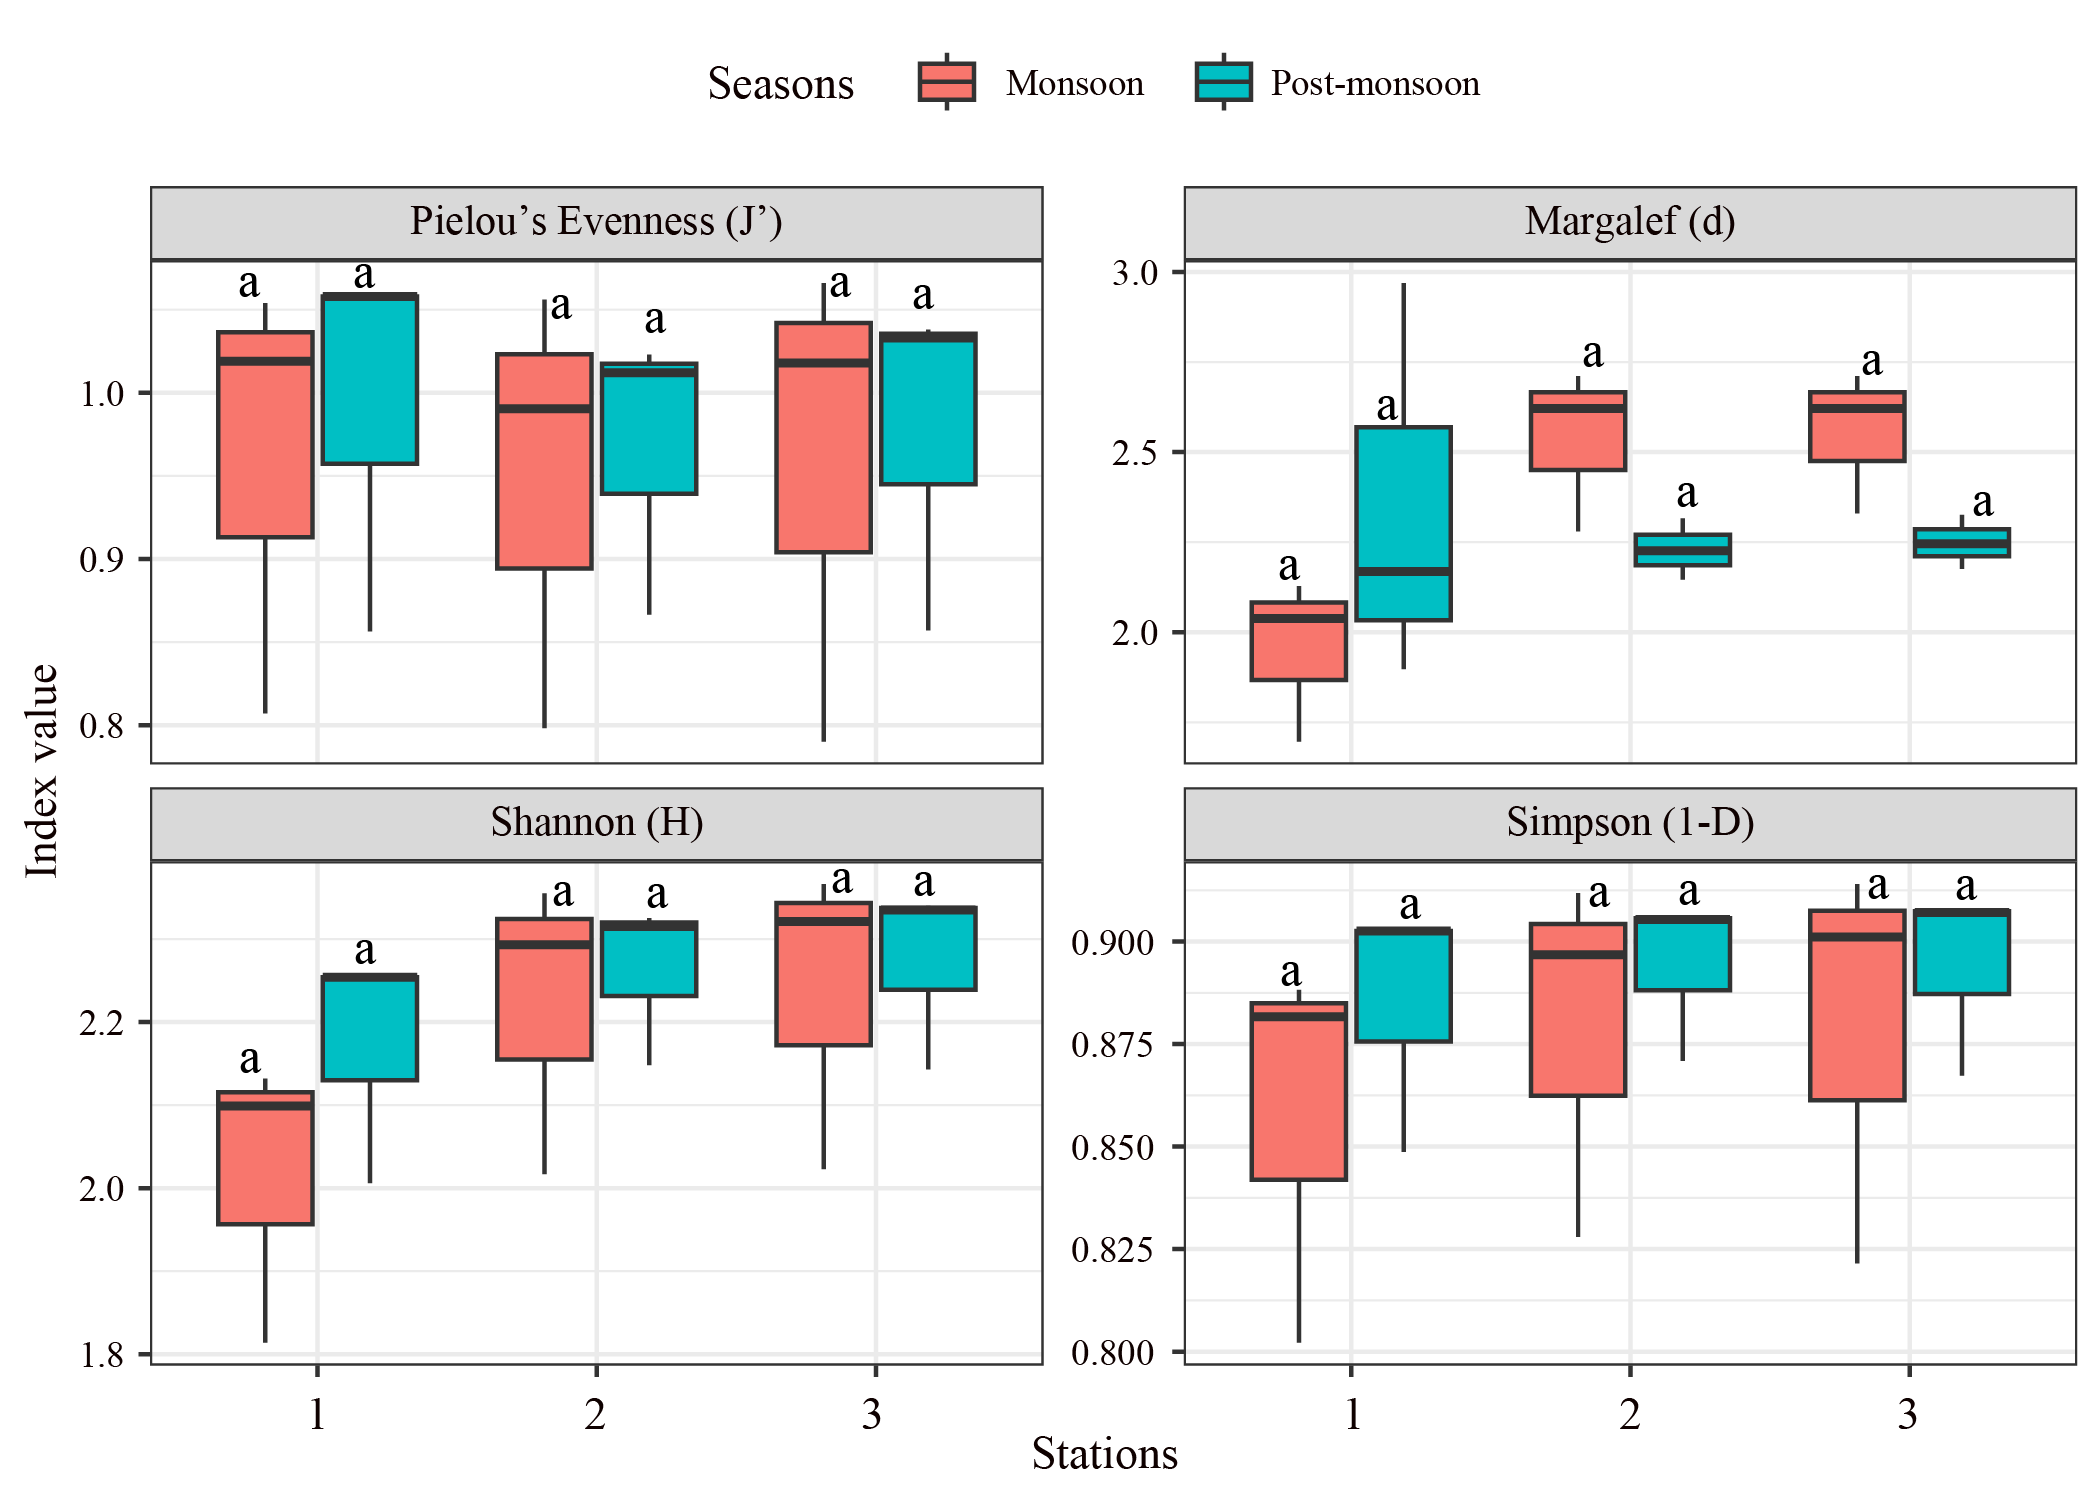 Seasons Monsoon Post-monsoon
Pielou’s Evenness (J’)
a a a a a a
1.0
0.9
0.8
Margalef (d)
a a a a a a
3.0
2.5
2.0
Index value
Shannon (H)
a a a a a a
2.2
2.0
1.8
1 2 3
Simpson (1-D)
a a a a a a
0.900
0.875
0.850
0.825
0.800
1 2 3
Stations